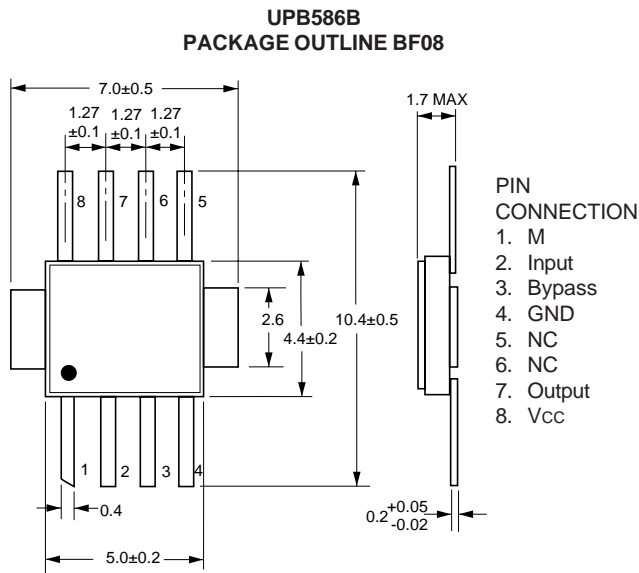 UPB586B
PACKAGE OUTLINE BF08
7.0±0.5
1.27 1.27 1.27
±0.1 ±0.1 ±0.1
1.7 MAX
8 7 6 5
2.6
4.4±0.2
10.4±0.5
1 2 3 4
0.4
5.0±0.2
0.2+0.05
-0.02
PIN
CONNECTION
1. M
2. Input
3. Bypass
4. GND
5. NC
6. NC
7. Output
8. VCC